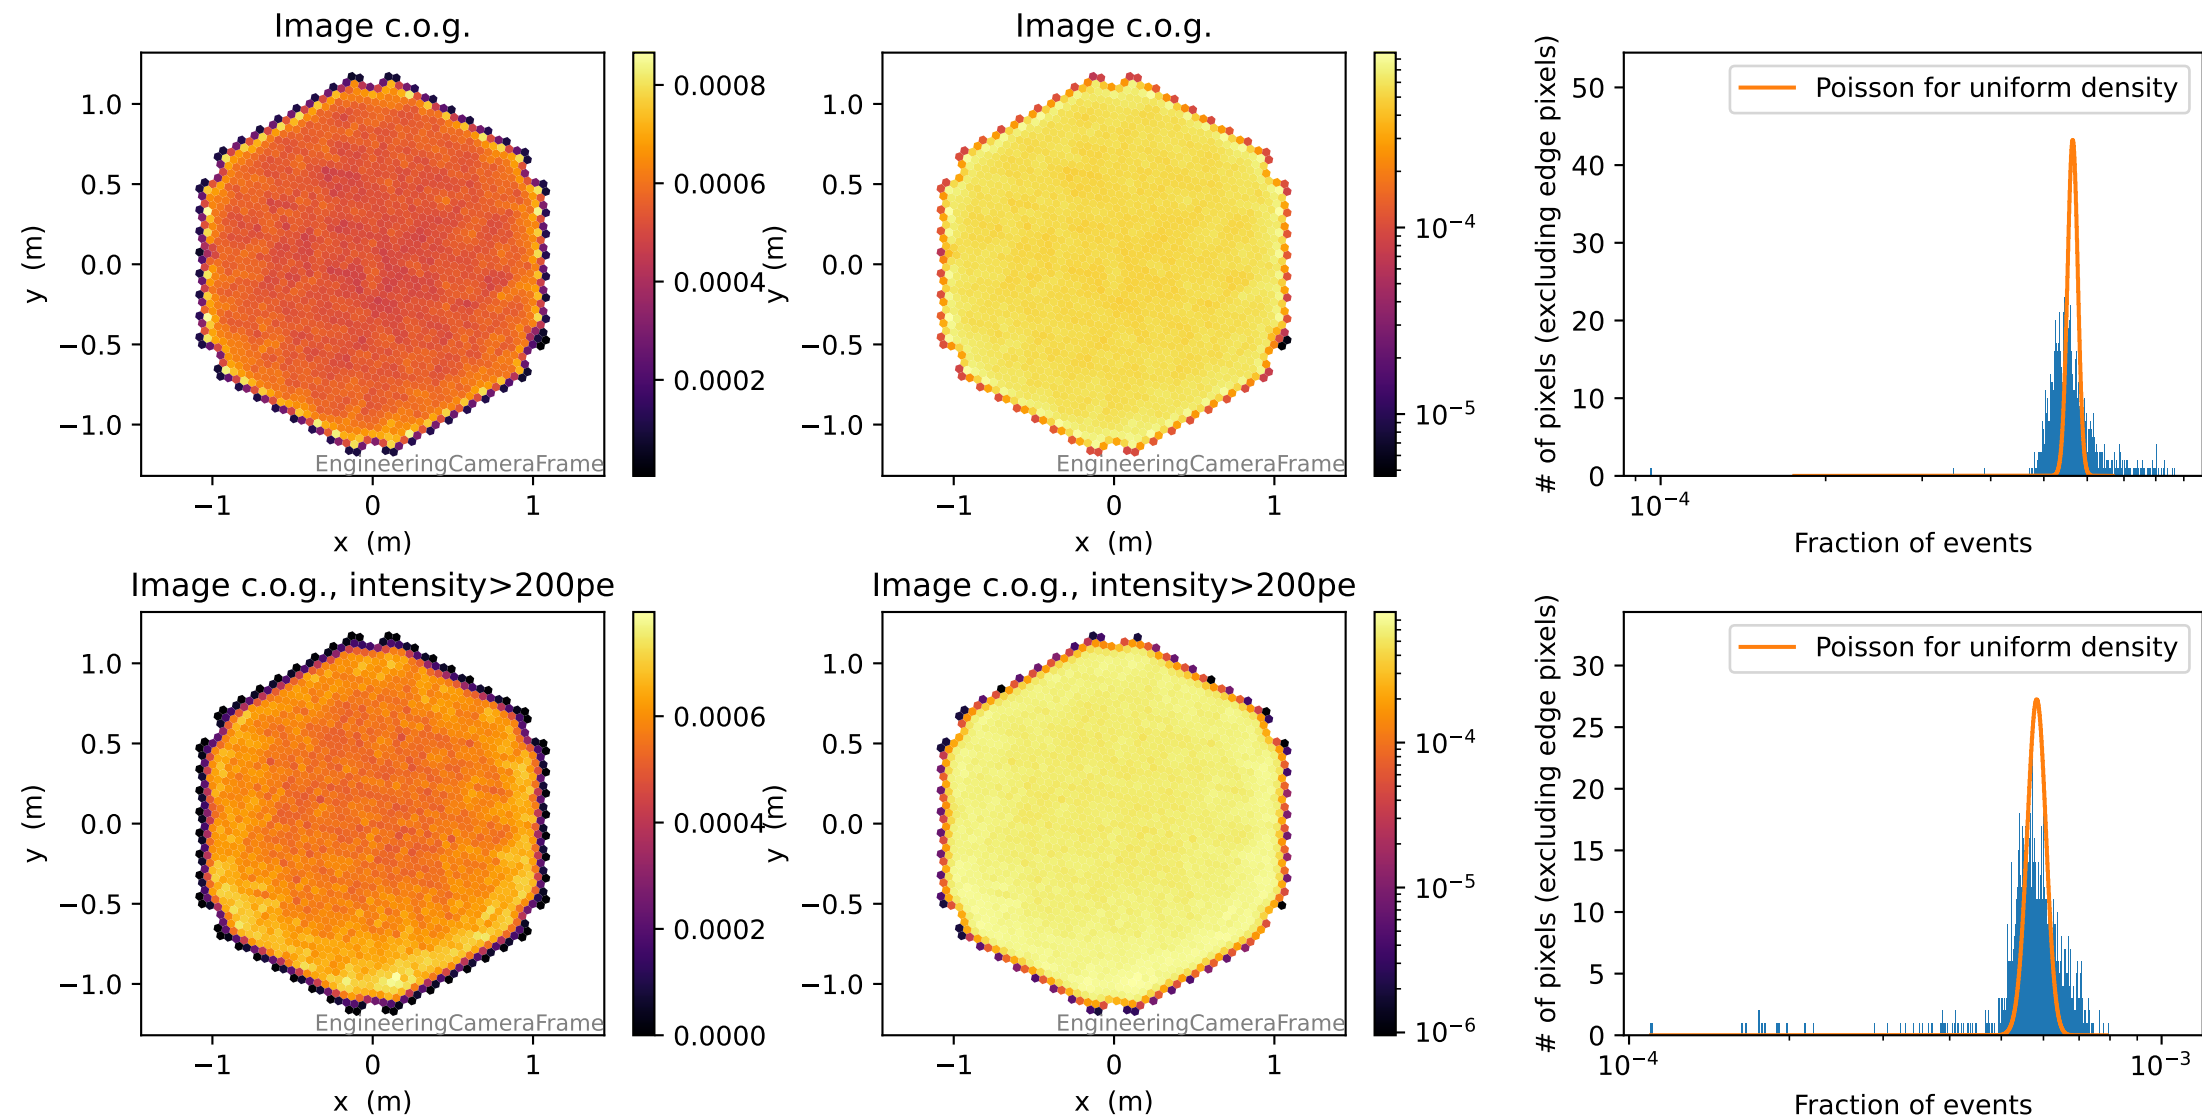 Image c.o.g.
y (m)
1.0
0.5
0.0
−0.5
−1.0
−1
0
1
x (m)
EngineeringCameraFrame
0.0008
0.0006
0.0004
0.0002
Image c.o.g.
y (m)
1.0
0.5
0.0
−0.5
−1.0
−1
0
1
x (m)
EngineeringCameraFrame
10⁻⁴
10⁻⁵
# of pixels (excluding edge pixels)
50
40
30
20
10
0
Poisson for uniform density
10⁻⁴
Fraction of events
Image c.o.g., intensity>200pe
y (m)
1.0
0.5
0.0
−0.5
−1.0
−1
0
1
x (m)
EngineeringCameraFrame
0.0006
0.0004
0.0002
0.0000
Image c.o.g., intensity>200pe
y (m)
1.0
0.5
0.0
−0.5
−1.0
−1
0
1
x (m)
EngineeringCameraFrame
10⁻⁴
10⁻⁵
10⁻⁶
# of pixels (excluding edge pixels)
30
25
20
15
10
5
0
Poisson for uniform density
10⁻⁴
10⁻³
Fraction of events